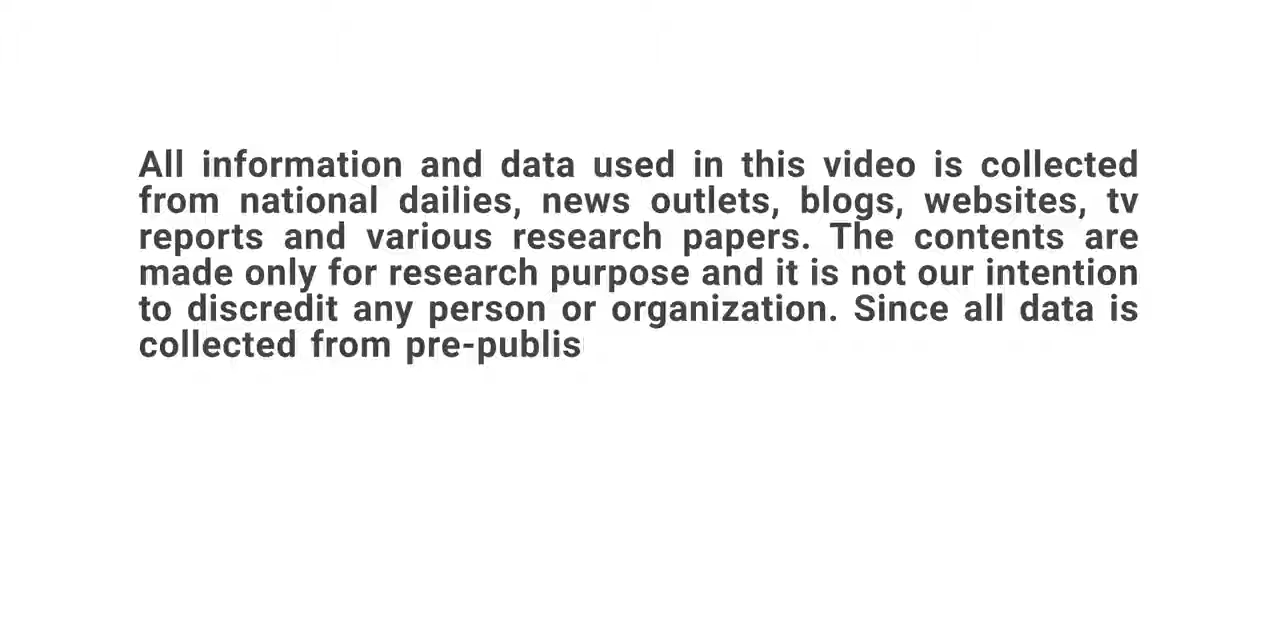 All information and data used in this video is collected
from national dailies, news outlets, blogs, websites, tv
reports and various research papers. The contents are
made only for research purpose and it is not our intention
to discredit any person or organization. Since all data is
collected from pre-publis